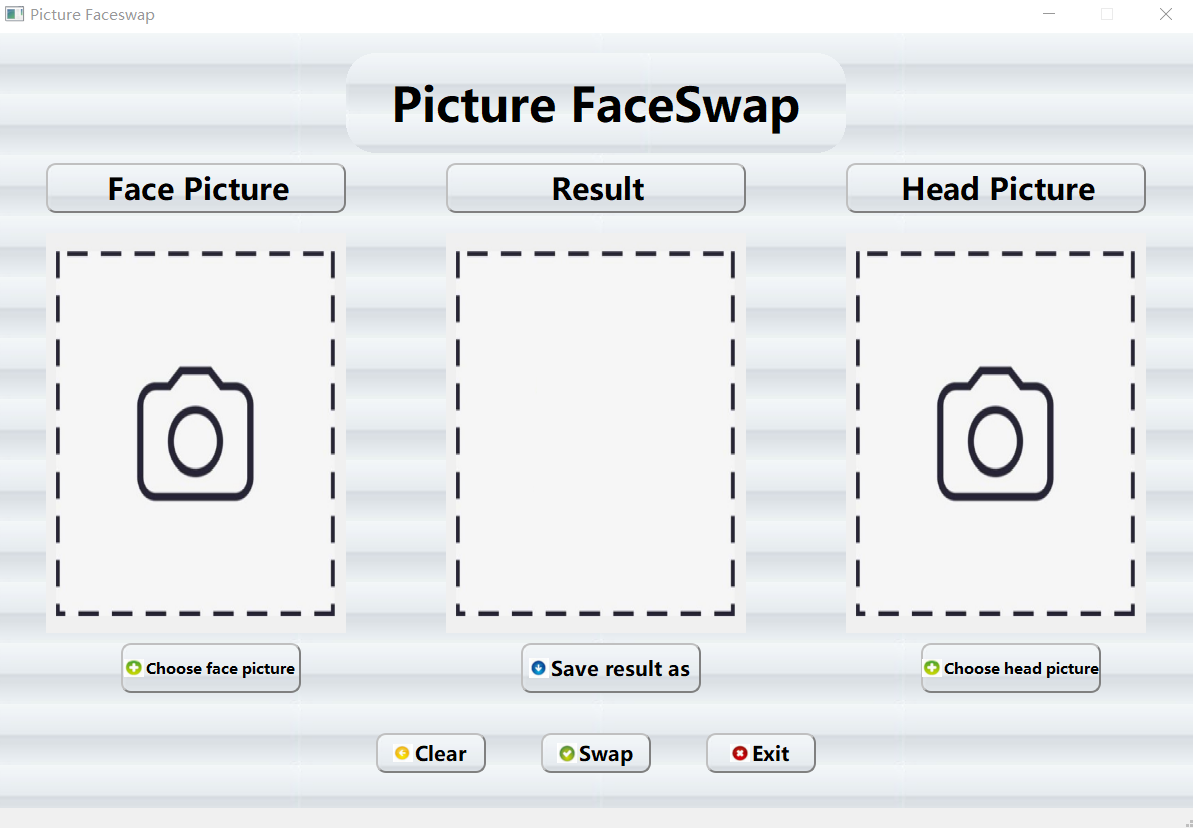 Picture Faceswap
Picture FaceSwap
Face Picture
Result
Head Picture
Choose face picture
Save result as
Choose head picture
Clear
Swap
Exit